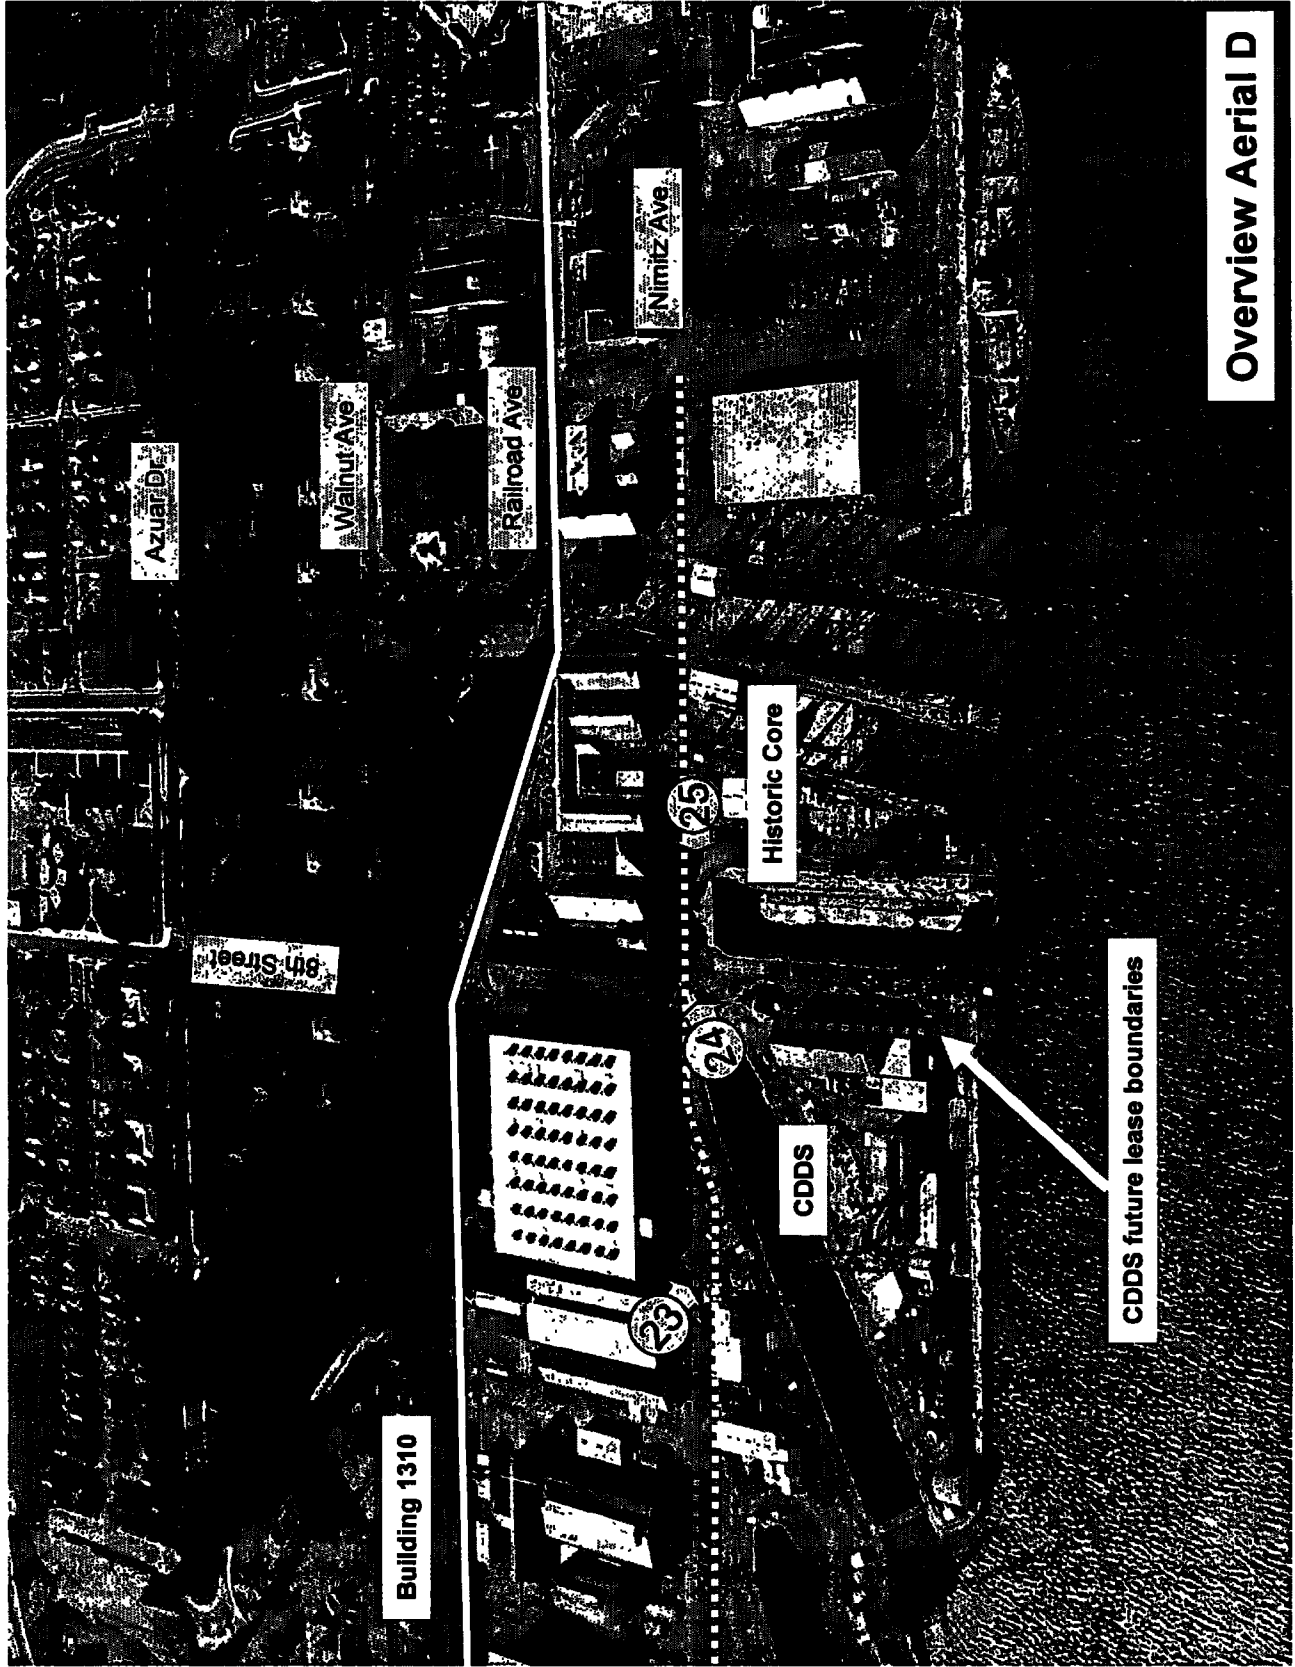 Azuar Dr
Walnut Ave
Railroad Ave
Nimitz Ave
8th Street
Building 1310
Historic Core
25
24
23
CDDS
CDDS future lease boundaries
Overview Aerial D